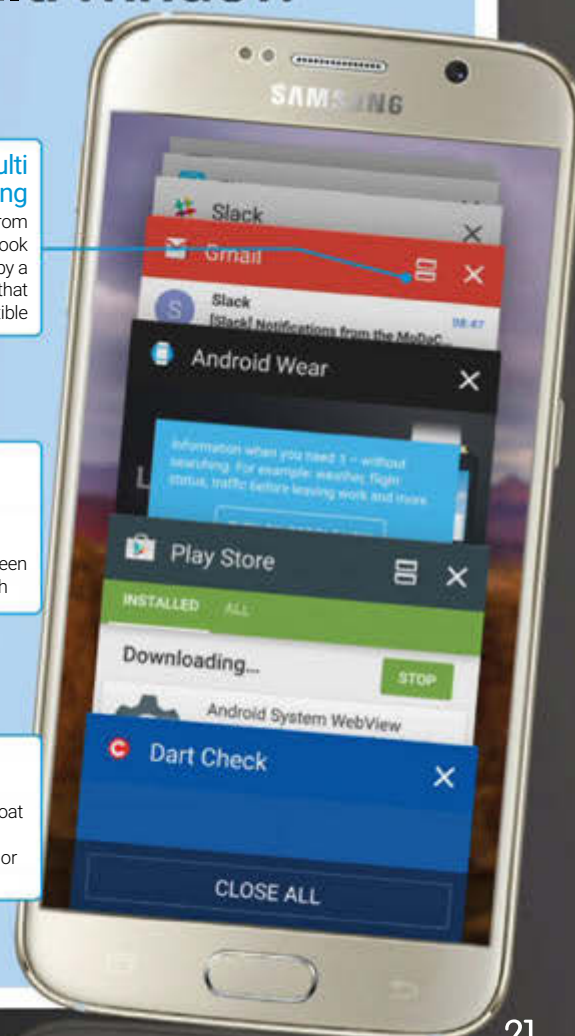 SAMSUNG
ulti
ng
rom
ook
by a
that
tible
Slack
Gmail
Slack
[Slack] Notifications from the MoDaC...
08:47
Android Wear
Information when you need it – without
searching. For example: weather, flight
status, traffic before leaving work and more
een
h
Play Store
INSTALLED ALL
Downloading...
STOP
Android System WebView
Dart Check
oat
or
CLOSE ALL
21